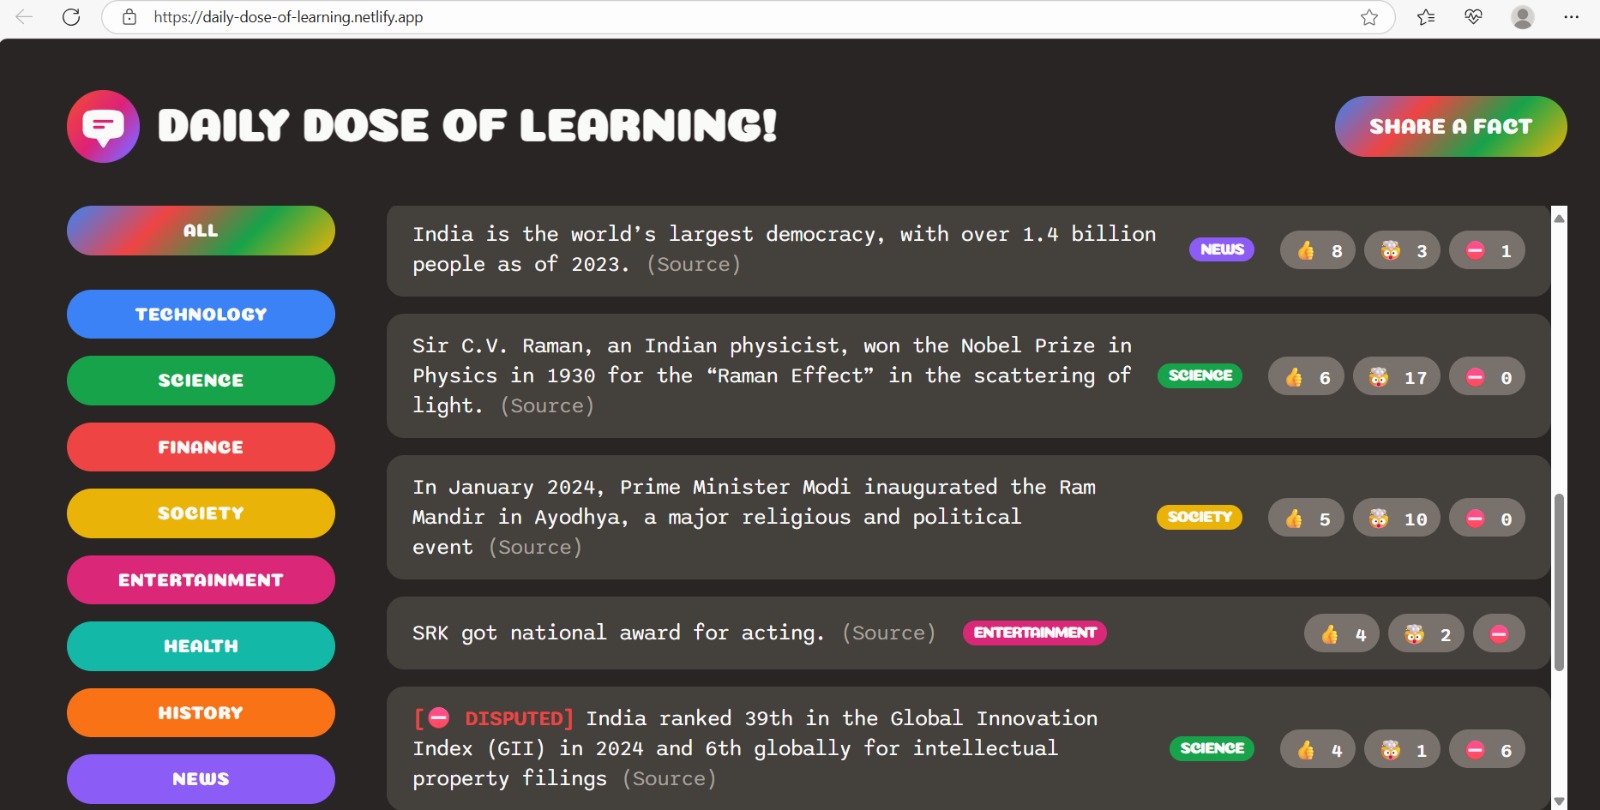 https://daily-dose-of-learning.netlify.app
DAILY DOSE OF LEARNING!
SHARE A FACT
ALL
TECHNOLOGY
SCIENCE
FINANCE
SOCIETY
ENTERTAINMENT
HEALTH
HISTORY
NEWS
India is the world’s largest democracy, with over 1.4 billion
people as of 2023. (Source)
NEWS
👍 8 🤯 3 ⛔ 1
Sir C.V. Raman, an Indian physicist, won the Nobel Prize in
Physics in 1930 for the “Raman Effect” in the scattering of
light. (Source)
SCIENCE
👍 6 🤯 17 ⛔ 0
In January 2024, Prime Minister Modi inaugurated the Ram
Mandir in Ayodhya, a major religious and political
event (Source)
SOCIETY
👍 5 🤯 10 ⛔ 0
SRK got national award for acting. (Source) ENTERTAINMENT
👍 4 🤯 2 ⛔
[⛔ DISPUTED] India ranked 39th in the Global Innovation
Index (GII) in 2024 and 6th globally for intellectual
property filings (Source)
SCIENCE
👍 4 🤯 1 ⛔ 6